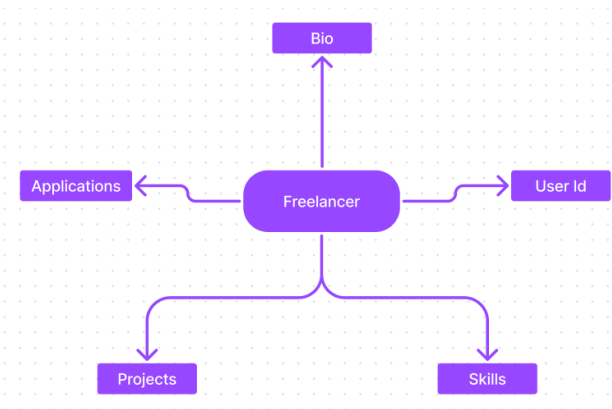 Bio
Applications
Freelancer
User Id
Projects
Skills